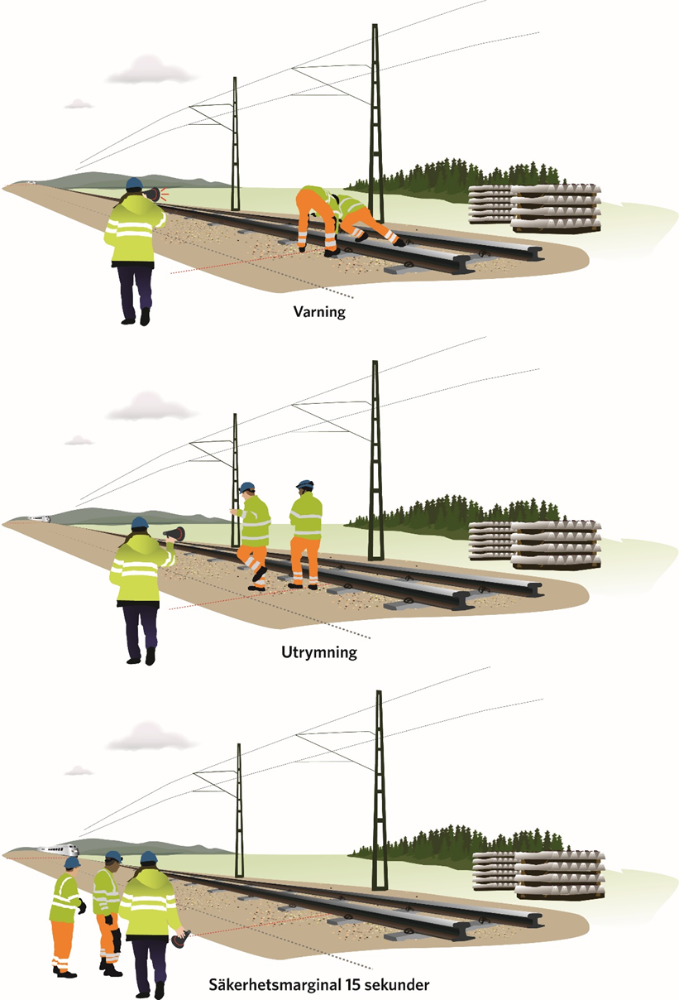 Varning
Utrymning
Säkerhetsmarginal 15 sekunder